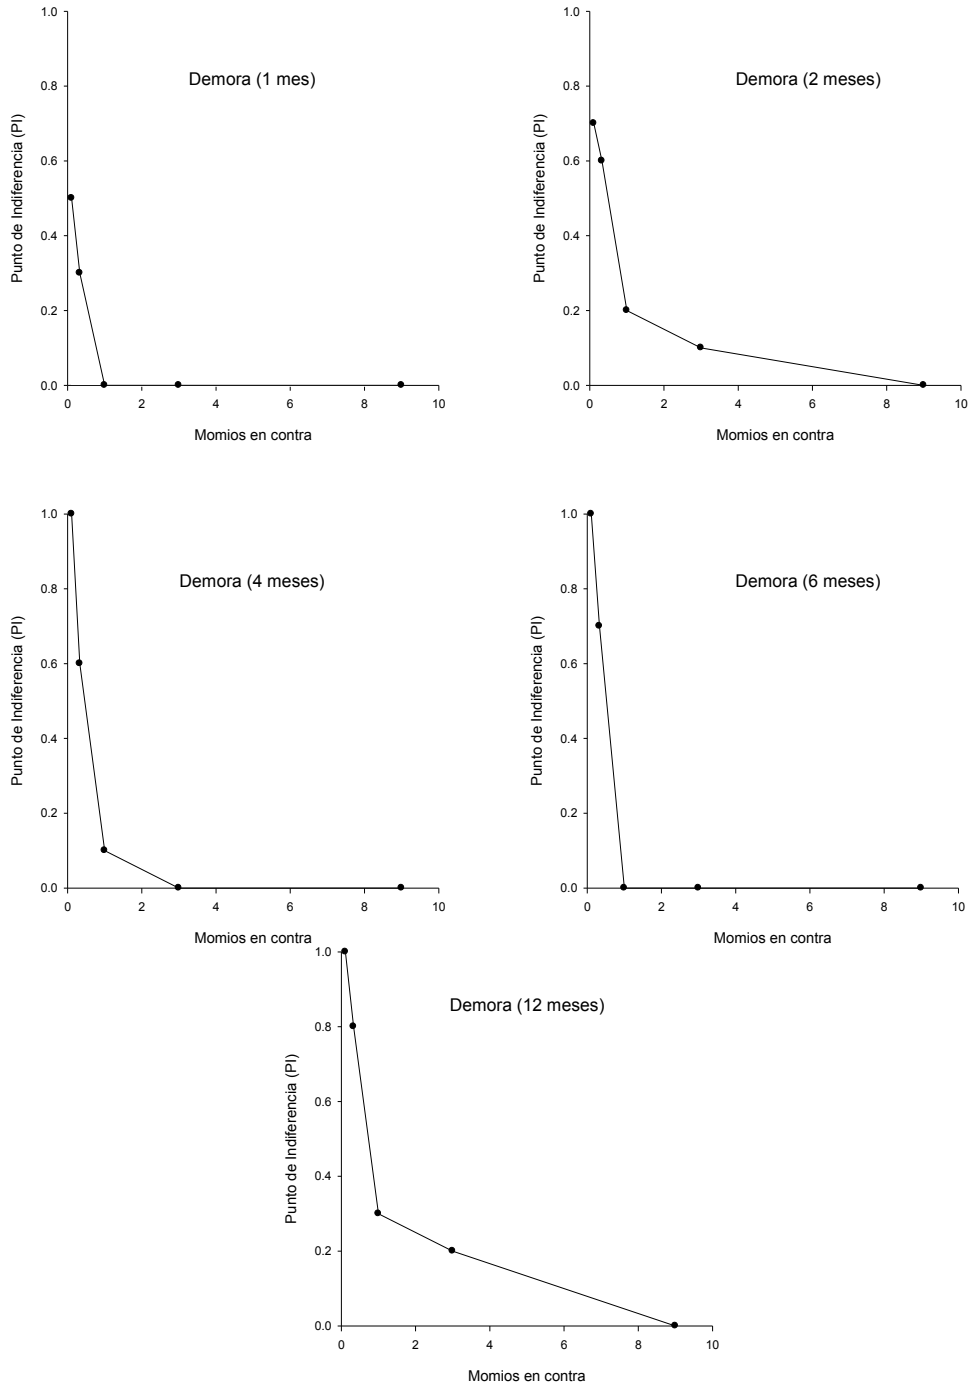 Demora (1 mes)
Punto de Indiferencia (PI)
1.0
0.8
0.6
0.4
0.2
0.0
0 2 4 6 8 10
Momios en contra
Demora (2 meses)
Punto de Indiferencia (PI)
1.0
0.8
0.6
0.4
0.2
0.0
0 2 4 6 8 10
Momios en contra
Demora (4 meses)
Punto de Indiferencia (PI)
1.0
0.8
0.6
0.4
0.2
0.0
0 2 4 6 8 10
Momios en contra
Demora (6 meses)
Punto de Indiferencia (PI)
1.0
0.8
0.6
0.4
0.2
0.0
0 2 4 6 8 10
Momios en contra
Demora (12 meses)
Punto de Indiferencia (PI)
1.0
0.8
0.6
0.4
0.2
0.0
0 2 4 6 8 10
Momios en contra